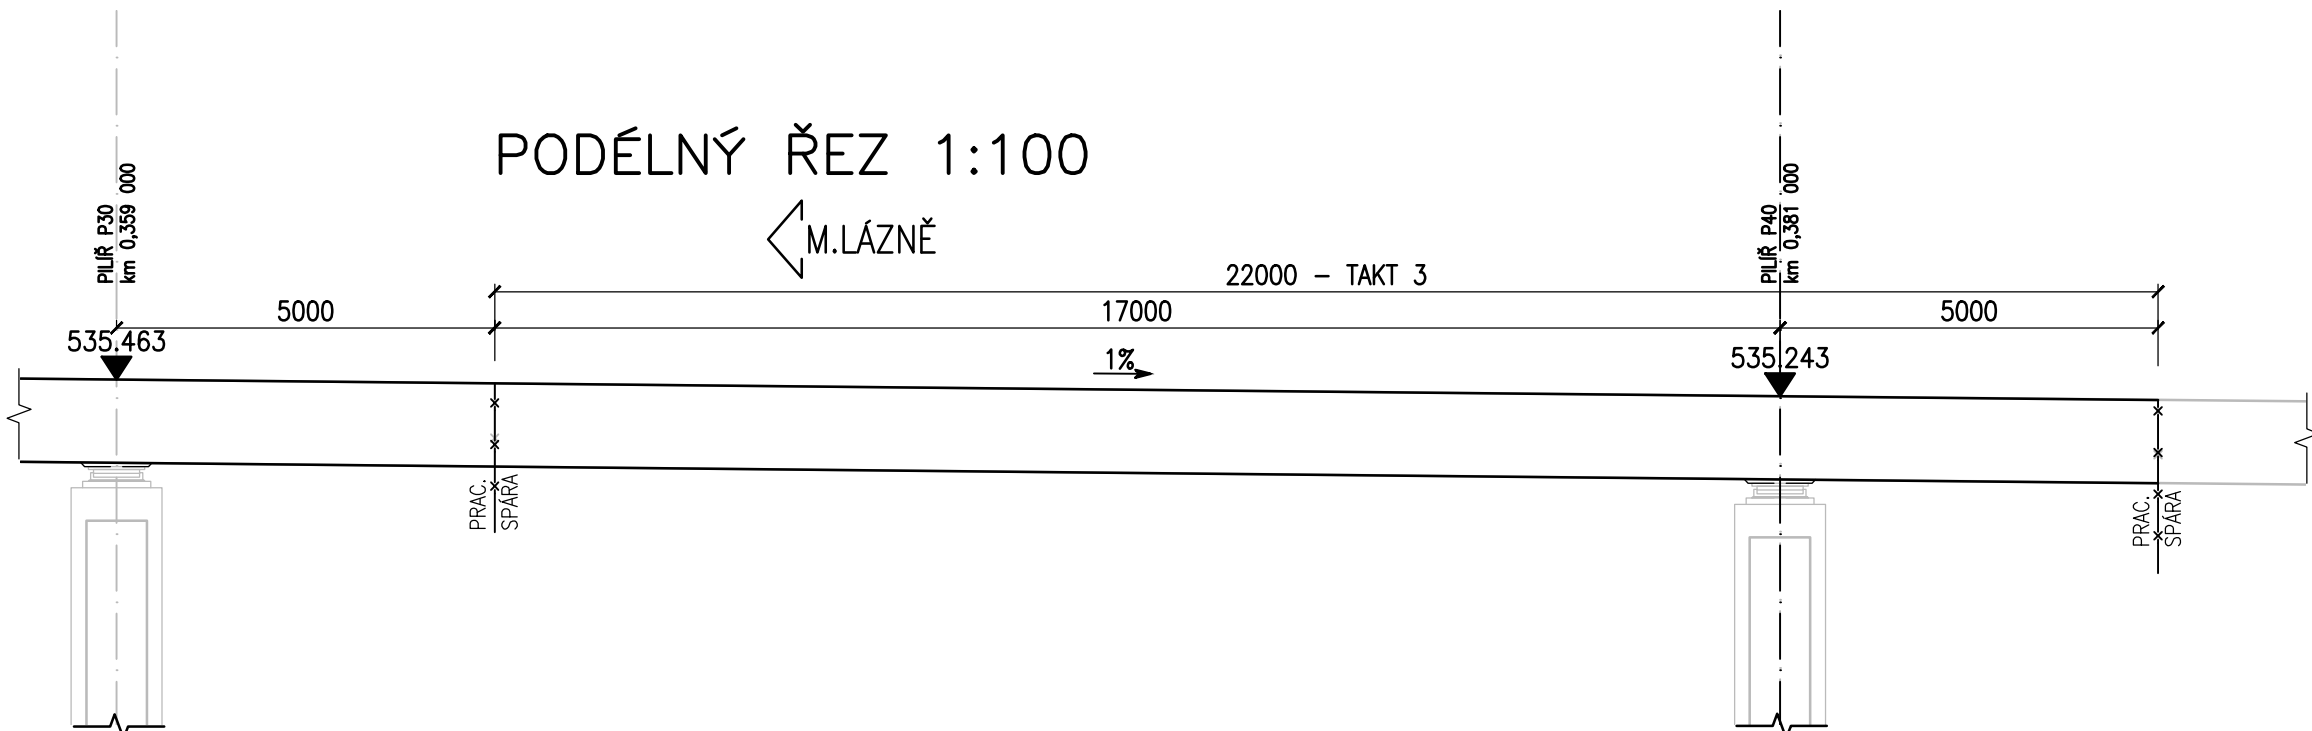 PODÉLNÝ ŘEZ 1:100
M.LÁZNĚ
PILÍŘ P30
km 0,359 000
PILÍŘ P40
km 0,381 000
22000 – TAKT 3
5000
17000
5000
535.463
1%
535.243
PRAC.
SPÁRA
PRAC.
SPÁRA